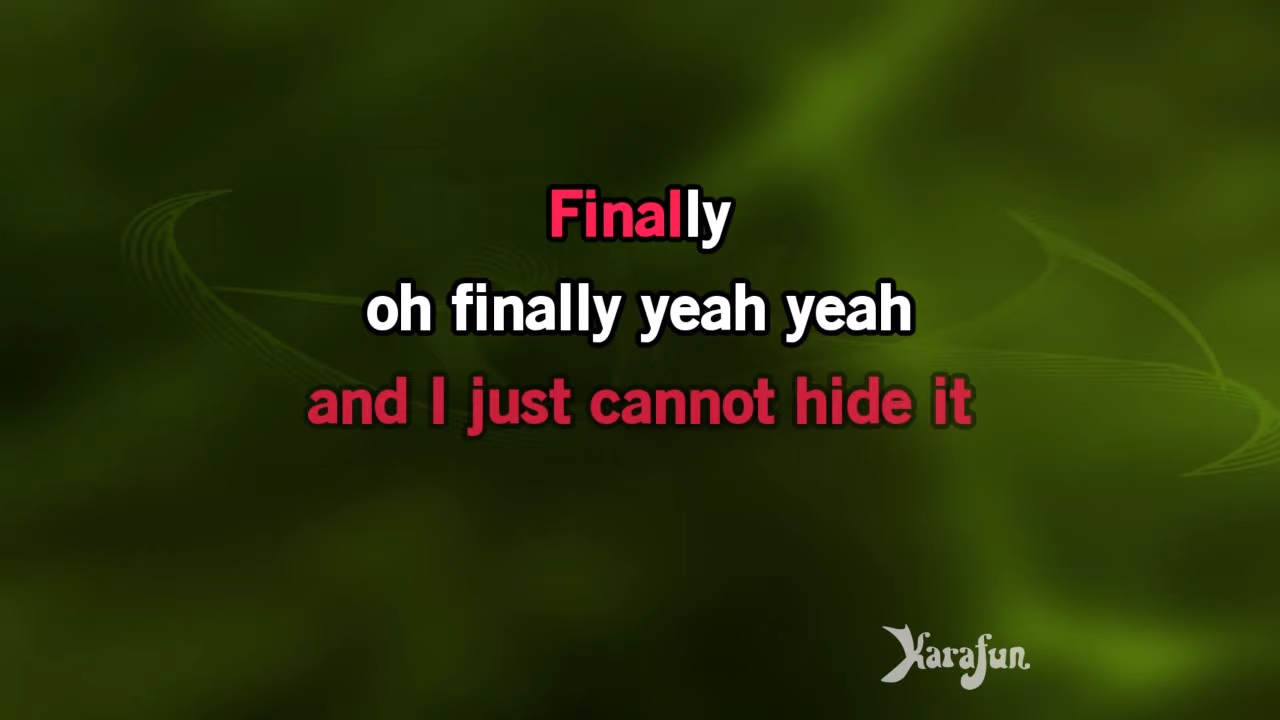 Finally
oh finally yeah yeah
and I just cannot hide it
Karafun